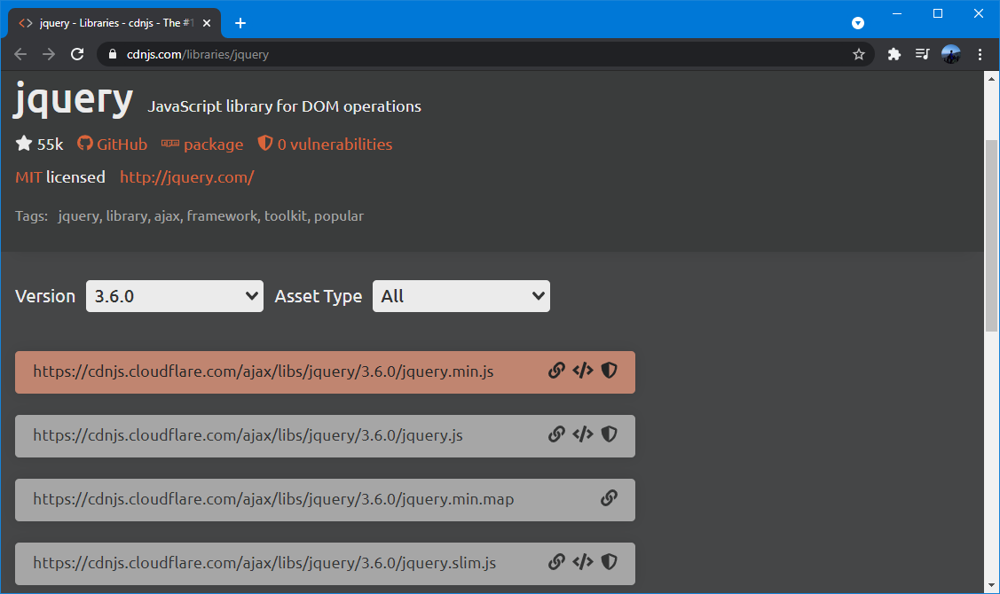 jquery - Libraries - cdnjs - The #1
cdnjs.com/libraries/jquery
jquery JavaScript library for DOM operations
55k GitHub npm package 0 vulnerabilities
MIT licensed http://jquery.com/
Tags: jquery, library, ajax, framework, toolkit, popular
Version 3.6.0 Asset Type All
https://cdnjs.cloudflare.com/ajax/libs/jquery/3.6.0/jquery.min.js
https://cdnjs.cloudflare.com/ajax/libs/jquery/3.6.0/jquery.js
https://cdnjs.cloudflare.com/ajax/libs/jquery/3.6.0/jquery.min.map
https://cdnjs.cloudflare.com/ajax/libs/jquery/3.6.0/jquery.slim.js